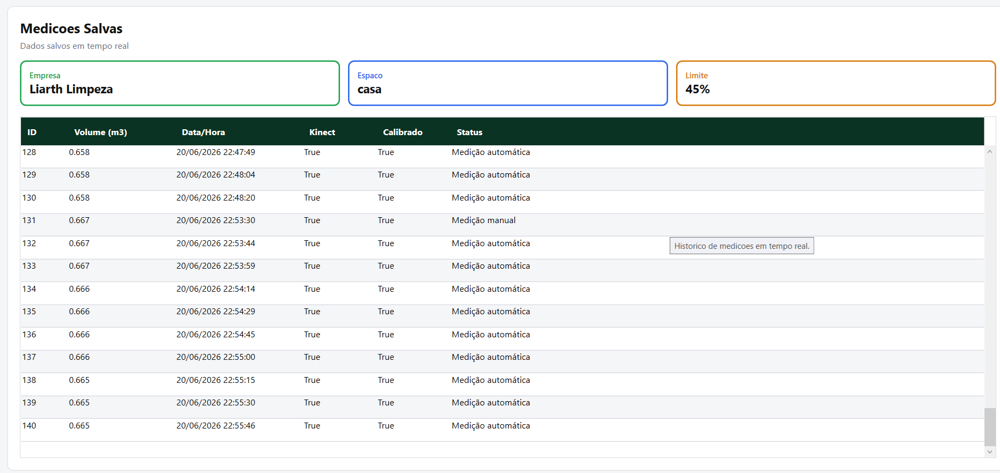 Medicoes Salvas
Dados salvos em tempo real
Empresa
Liarth Limpeza
Espaco
casa
Limite
45%
ID Volume (m3) Data/Hora Kinect Calibrado Status
128 0.658 20/06/2026 22:47:49 True True Medição automática
129 0.658 20/06/2026 22:48:04 True True Medição automática
130 0.658 20/06/2026 22:48:20 True True Medição automática
131 0.667 20/06/2026 22:53:30 True True Medição manual
132 0.667 20/06/2026 22:53:44 True True Medição automática
Historico de medicoes em tempo real.
133 0.667 20/06/2026 22:53:59 True True Medição automática
134 0.666 20/06/2026 22:54:14 True True Medição automática
135 0.666 20/06/2026 22:54:29 True True Medição automática
136 0.666 20/06/2026 22:54:45 True True Medição automática
137 0.666 20/06/2026 22:55:00 True True Medição automática
138 0.665 20/06/2026 22:55:15 True True Medição automática
139 0.665 20/06/2026 22:55:30 True True Medição automática
140 0.665 20/06/2026 22:55:46 True True Medição automática